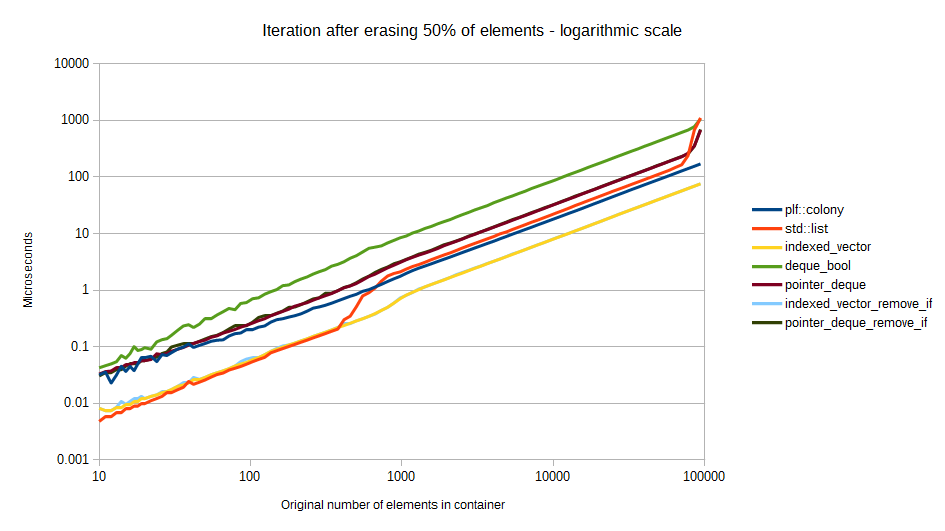 Iteration after erasing 50% of elements - logarithmic scale
10000
1000
100
10
1
0.1
0.01
0.001
Microseconds
10
100
1000
10000
100000
Original number of elements in container
plf::colony
std::list
indexed_vector
deque_bool
pointer_deque
indexed_vector_remove_if
pointer_deque_remove_if